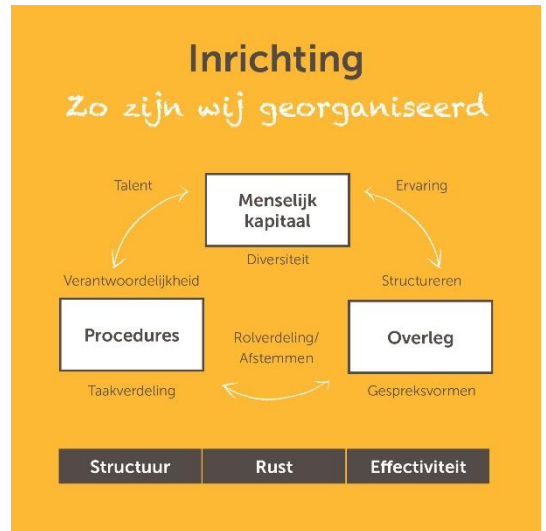 Inrichting
Zo zijn wij georganiseerd
Talent
Ervaring
Menselijk
kapitaal
Diversiteit
Verantwoordelijkheid
Structureren
Procedures
Rolverdeling/
Afstemmen
Overleg
Taakverdeling
Gespreksvormen
Structuur
Rust
Effectiviteit